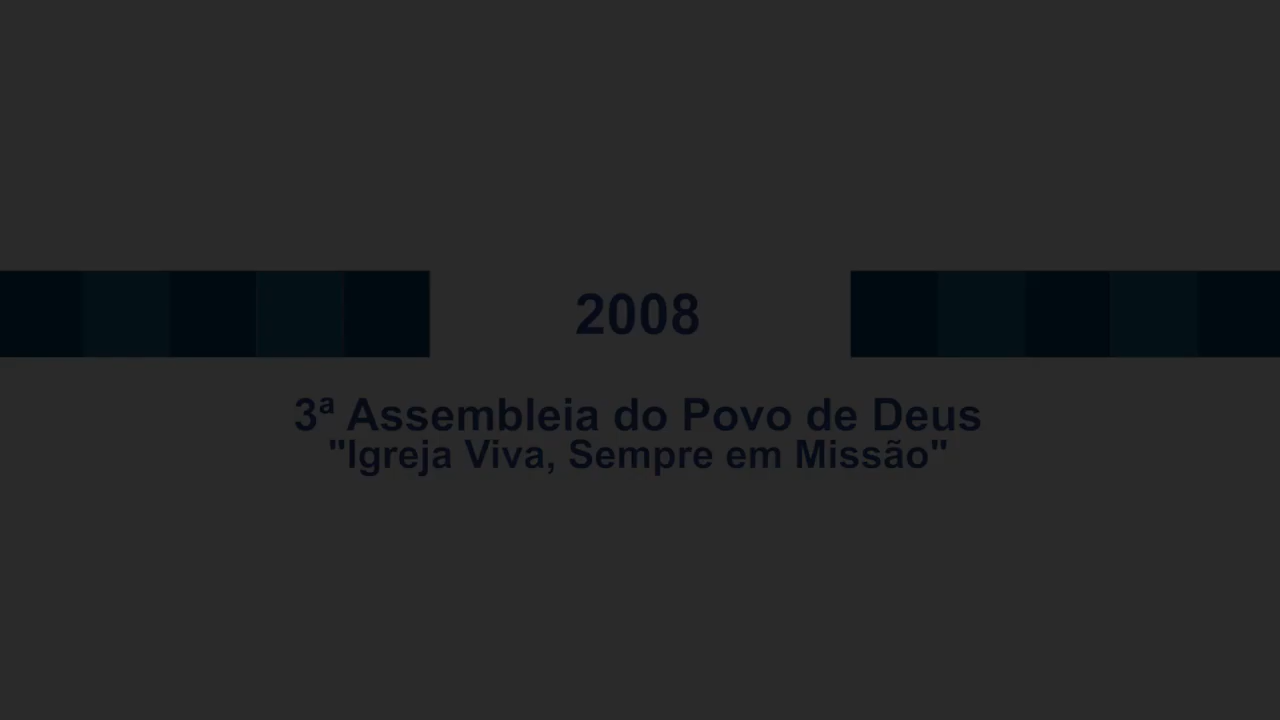 2008
3ª Assembleia do Povo de Deus
"Igreja Viva, Sempre em Missão"